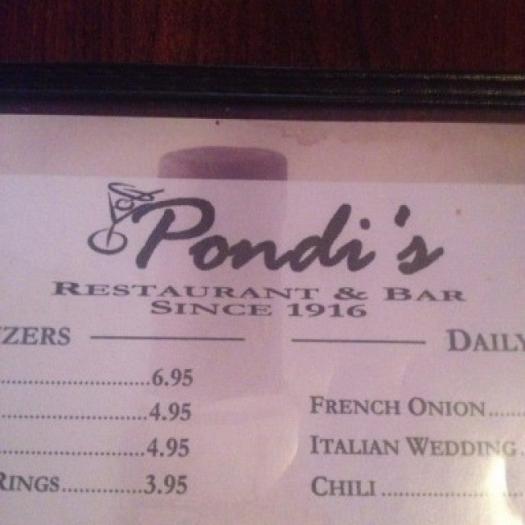 Pondi's
RESTAURANT & BAR
SINCE 1916
TZERS
DAILY
6.95
4.95
4.95
RINGS 3.95
FRENCH ONION
ITALIAN WEDDING
CHILI